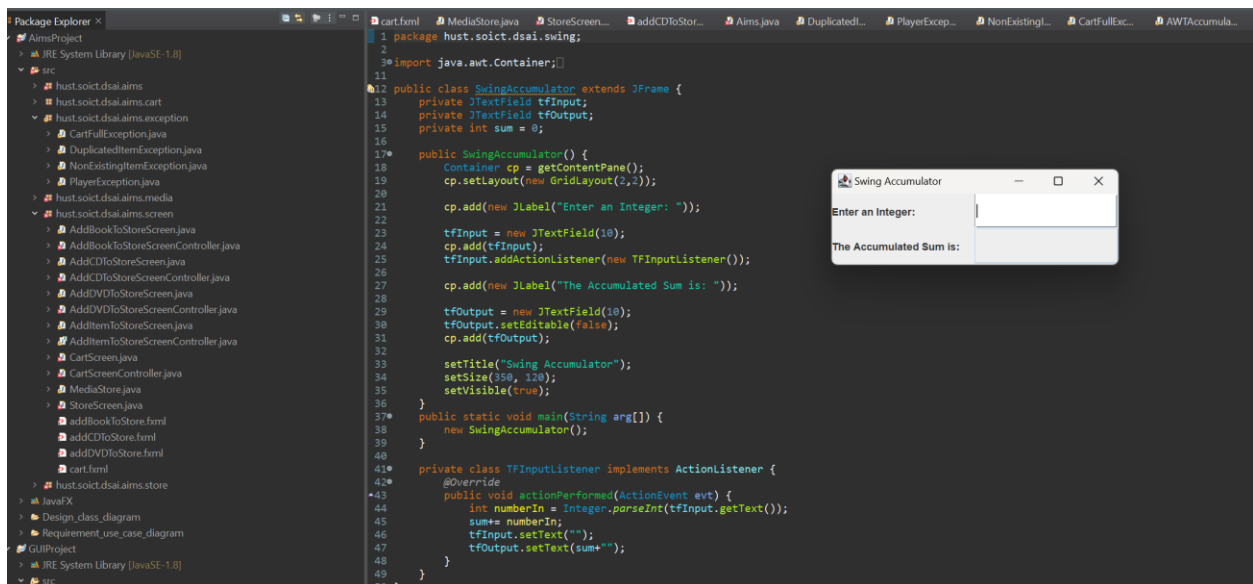 Package Explorer ×
AimsProject
JRE System Library [JavaSE-1.8]
src
hust.soict.dsai.aims
hust.soict.dsai.aims.cart
hust.soict.dsai.aims.exception
CartFullException.java
DuplicatedItemException.java
NonExistingItemException.java
PlayerException.java
hust.soict.dsai.aims.media
hust.soict.dsai.aims.screen
AddBookToStoreScreen.java
AddBookToStoreScreenController.java
AddCDToStoreScreen.java
AddCDToStoreScreenController.java
AddDVDToStoreScreen.java
AddDVDToStoreScreenController.java
AddItemToStoreScreen.java
AddItemToStoreScreenController.java
CartScreen.java
CartScreenController.java
MediaStore.java
StoreScreen.java
addBookToStore.fxml
addCDToStore.fxml
addDVDToStore.fxml
cart.fxml
hust.soict.dsai.aims.store
JavaFX
Design_class_diagram
Requirement_use_case_diagram
GUIProject
JRE System Library [JavaSE-1.8]
src
cart.fxml MediaStore.java StoreScreen.... addCDToStor... Aims.java DuplicatedI... PlayerExcep... NonExistingI... CartFullExc... AWTAccumula...
1 package hust.soict.dsai.swing;
2
3 import java.awt.Container;
11
12 public class SwingAccumulator extends JFrame {
13 private JTextField tfInput;
14 private JTextField tfOutput;
15 private int sum = 0;
16
17 public SwingAccumulator() {
18 Container cp = getContentPane();
19 cp.setLayout(new GridLayout(2,2));
20
21 cp.add(new JLabel("Enter an Integer: "));
22
23 tfInput = new JTextField(10);
24 cp.add(tfInput);
25 tfInput.addActionListener(new TFInputListener());
26
27 cp.add(new JLabel("The Accumulated Sum is: "));
28
29 tfOutput = new JTextField(10);
30 tfOutput.setEditable(false);
31 cp.add(tfOutput);
32
33 setTitle("Swing Accumulator");
34 setSize(350, 120);
35 setVisible(true);
36 }
37 public static void main(String arg[]) {
38 new SwingAccumulator();
39 }
40
41 private class TFInputListener implements ActionListener {
42 @Override
43 public void actionPerformed(ActionEvent evt) {
44 int numberIn = Integer.parseInt(tfInput.getText());
45 sum+= numberIn;
46 tfInput.setText("");
47 tfOutput.setText(sum+"");
48 }
49 }
Swing Accumulator
Enter an Integer:
The Accumulated Sum is: